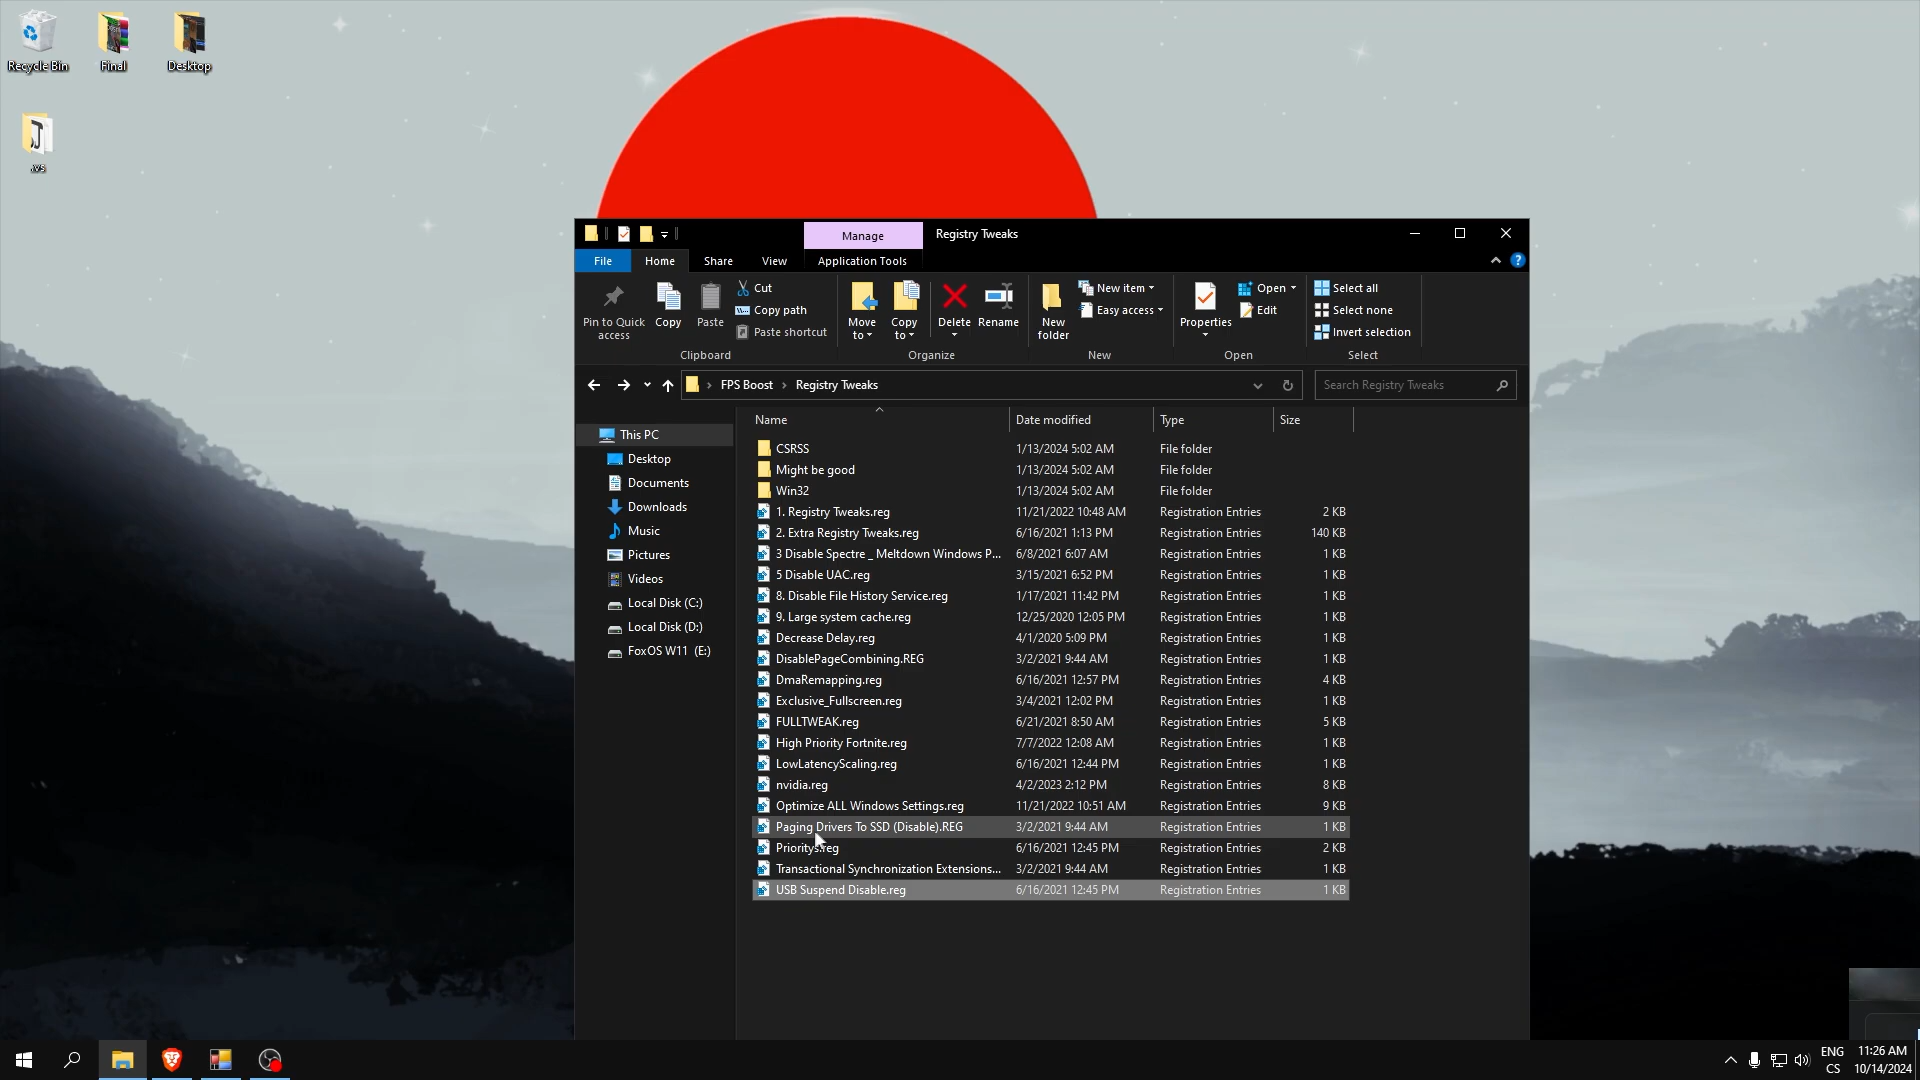 Recycle Bin
Final
Desktop
.vs
Manage
Registry Tweaks
File
Home
Share
View
Application Tools
Pin to Quick access
Copy
Paste
Cut
Copy path
Paste shortcut
Clipboard
Move to
Copy to
Delete
Rename
Organize
New folder
New item
Easy access
New
Properties
Open
Edit
Open
Select all
Select none
Invert selection
Select
FPS Boost
Registry Tweaks
Search Registry Tweaks
This PC
Desktop
Documents
Downloads
Music
Pictures
Videos
Local Disk (C:)
Local Disk (D:)
FoxOS W11 (E:)
Name Date modified Type Size
CSRSS 1/13/2024 5:02 AM File folder
Might be good 1/13/2024 5:02 AM File folder
Win32 1/13/2024 5:02 AM File folder
1. Registry Tweaks.reg 11/21/2022 10:48 AM Registration Entries 2 KB
2. Extra Registry Tweaks.reg 6/16/2021 1:13 PM Registration Entries 140 KB
3 Disable Spectre _ Meltdown Windows P... 6/8/2021 6:07 AM Registration Entries 1 KB
5 Disable UAC.reg 3/15/2021 6:52 PM Registration Entries 1 KB
8. Disable File History Service.reg 1/17/2021 11:42 PM Registration Entries 1 KB
9. Large system cache.reg 12/25/2020 12:05 PM Registration Entries 1 KB
Decrease Delay.reg 4/1/2020 5:09 PM Registration Entries 1 KB
DisablePageCombining.REG 3/2/2021 9:44 AM Registration Entries 1 KB
DmaRemapping.reg 6/16/2021 12:57 PM Registration Entries 4 KB
Exclusive_Fullscreen.reg 3/4/2021 12:02 PM Registration Entries 1 KB
FULLTWEAK.reg 6/21/2021 8:50 AM Registration Entries 5 KB
High Priority Fortnite.reg 7/7/2022 12:08 AM Registration Entries 1 KB
LowLatencyScaling.reg 6/16/2021 12:44 PM Registration Entries 1 KB
nvidia.reg 4/2/2023 2:12 PM Registration Entries 8 KB
Optimize ALL Windows Settings.reg 11/21/2022 10:51 AM Registration Entries 9 KB
Paging Drivers To SSD (Disable).REG 3/2/2021 9:44 AM Registration Entries 1 KB
Prioritys.reg 6/16/2021 12:45 PM Registration Entries 2 KB
Transactional Synchronization Extensions... 3/2/2021 9:44 AM Registration Entries 1 KB
USB Suspend Disable.reg 6/16/2021 12:45 PM Registration Entries 1 KB
ENG
CS
11:26 AM
10/14/2024